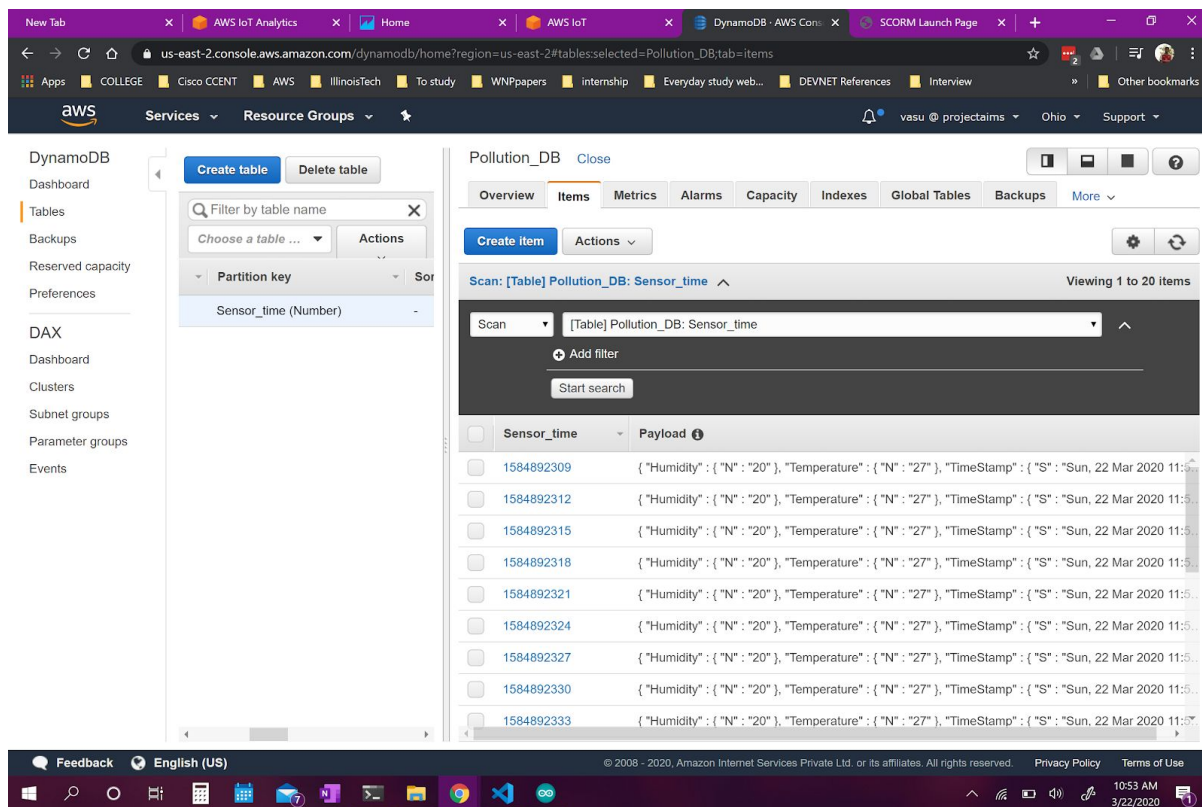 New Tab
AWS IoT Analytics
Home
AWS IoT
DynamoDB · AWS Cons
SCORM Launch Page
us-east-2.console.aws.amazon.com/dynamodb/home?region=us-east-2#tables:selected=Pollution_DB;tab=items
2
Apps COLLEGE Cisco CCENT AWS IllinoisTech To study WNPpapers internship Everyday study web... DEVNET References Interview » Other bookmarks
aws Services Resource Groups vasu @ projectaims Ohio Support
DynamoDB
Dashboard
Tables
Backups
Reserved capacity
Preferences
DAX
Dashboard
Clusters
Subnet groups
Parameter groups
Events
Create table Delete table
Filter by table name
Choose a table ... Actions
Partition key Sor
Sensor_time (Number) -
Pollution_DB Close
Overview Items Metrics Alarms Capacity Indexes Global Tables Backups More
Create item Actions
Scan: [Table] Pollution_DB: Sensor_time Viewing 1 to 20 items
Scan [Table] Pollution_DB: Sensor_time
Add filter
Start search
Sensor_time Payload
1584892309 { "Humidity" : { "N" : "20" }, "Temperature" : { "N" : "27" }, "TimeStamp" : { "S" : "Sun, 22 Mar 2020 11:5...
1584892312 { "Humidity" : { "N" : "20" }, "Temperature" : { "N" : "27" }, "TimeStamp" : { "S" : "Sun, 22 Mar 2020 11:5...
1584892315 { "Humidity" : { "N" : "20" }, "Temperature" : { "N" : "27" }, "TimeStamp" : { "S" : "Sun, 22 Mar 2020 11:5...
1584892318 { "Humidity" : { "N" : "20" }, "Temperature" : { "N" : "27" }, "TimeStamp" : { "S" : "Sun, 22 Mar 2020 11:5...
1584892321 { "Humidity" : { "N" : "20" }, "Temperature" : { "N" : "27" }, "TimeStamp" : { "S" : "Sun, 22 Mar 2020 11:5...
1584892324 { "Humidity" : { "N" : "20" }, "Temperature" : { "N" : "27" }, "TimeStamp" : { "S" : "Sun, 22 Mar 2020 11:5...
1584892327 { "Humidity" : { "N" : "20" }, "Temperature" : { "N" : "27" }, "TimeStamp" : { "S" : "Sun, 22 Mar 2020 11:5...
1584892330 { "Humidity" : { "N" : "20" }, "Temperature" : { "N" : "27" }, "TimeStamp" : { "S" : "Sun, 22 Mar 2020 11:5...
1584892333 { "Humidity" : { "N" : "20" }, "Temperature" : { "N" : "27" }, "TimeStamp" : { "S" : "Sun, 22 Mar 2020 11:5...
Feedback English (US) © 2008 - 2020, Amazon Internet Services Private Ltd. or its affiliates. All rights reserved. Privacy Policy Terms of Use
7
10:53 AM
3/22/2020